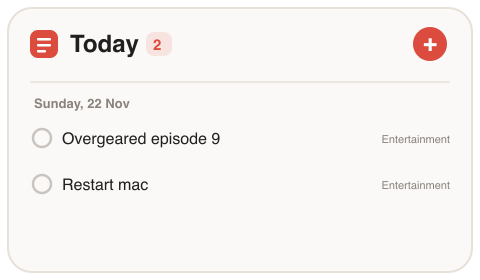 Today 2
Sunday, 22 Nov
Overgeared episode 9 Entertainment
Restart mac Entertainment